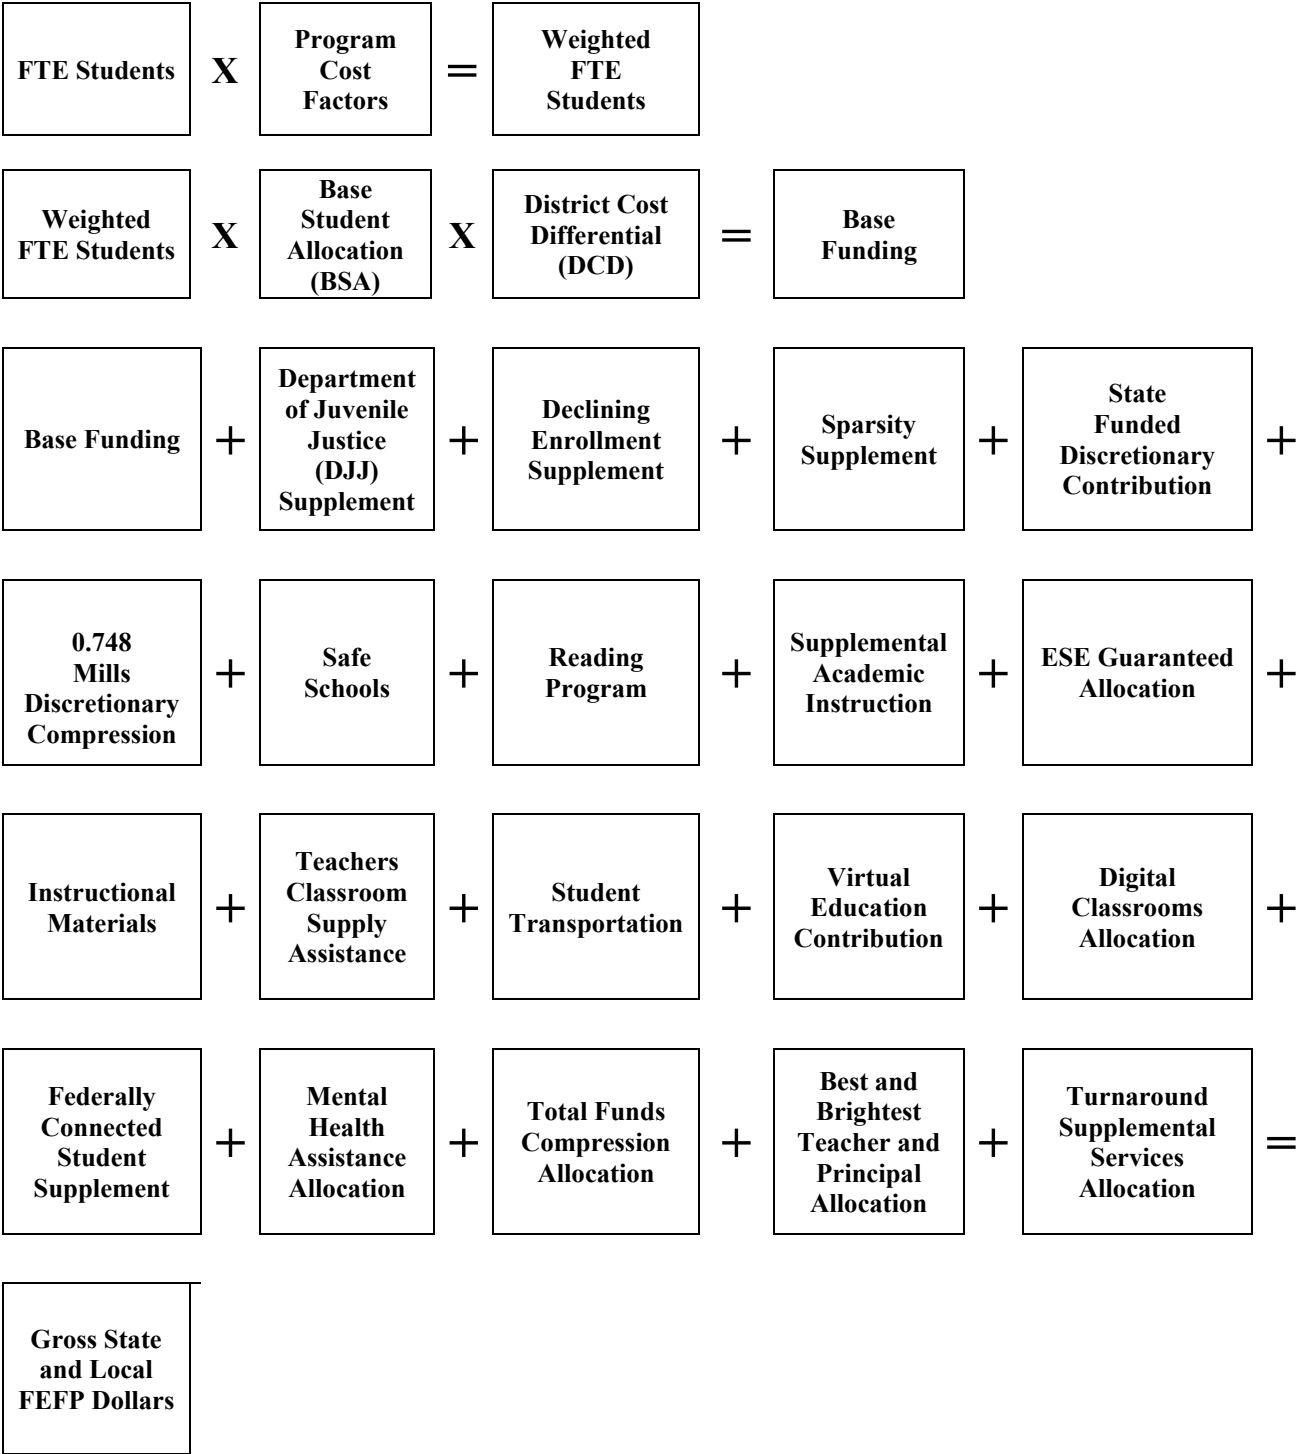 FTE Students
X
Program
Cost
Factors
=
Weighted
FTE
Students
Weighted
FTE Students
X
Base
Student
Allocation
(BSA)
X
District Cost
Differential
(DCD)
=
Base
Funding
Base Funding
+
Department
of Juvenile
Justice
(DJJ)
Supplement
+
Declining
Enrollment
Supplement
+
Sparsity
Supplement
+
State
Funded
Discretionary
Contribution
+
0.748
Mills
Discretionary
Compression
+
Safe
Schools
+
Reading
Program
+
Supplemental
Academic
Instruction
+
ESE Guaranteed
Allocation
+
Instructional
Materials
+
Teachers
Classroom
Supply
Assistance
+
Student
Transportation
+
Virtual
Education
Contribution
+
Digital
Classrooms
Allocation
+
Federally
Connected
Student
Supplement
+
Mental
Health
Assistance
Allocation
+
Total Funds
Compression
Allocation
+
Best and
Brightest
Teacher and
Principal
Allocation
+
Turnaround
Supplemental
Services
Allocation
=
Gross State
and Local
FEFP Dollars